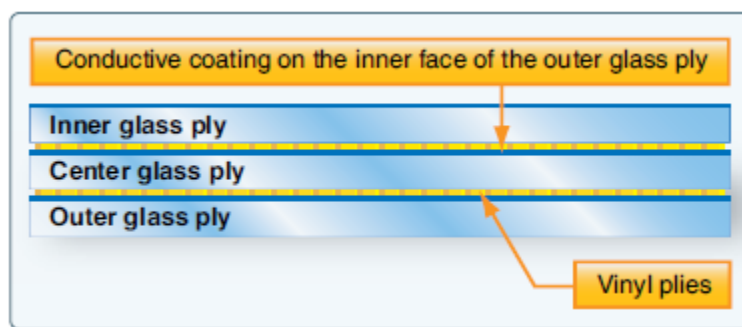 Conductive coating on the inner face of the outer glass ply
Inner glass ply
Center glass ply
Outer glass ply
Vinyl plies